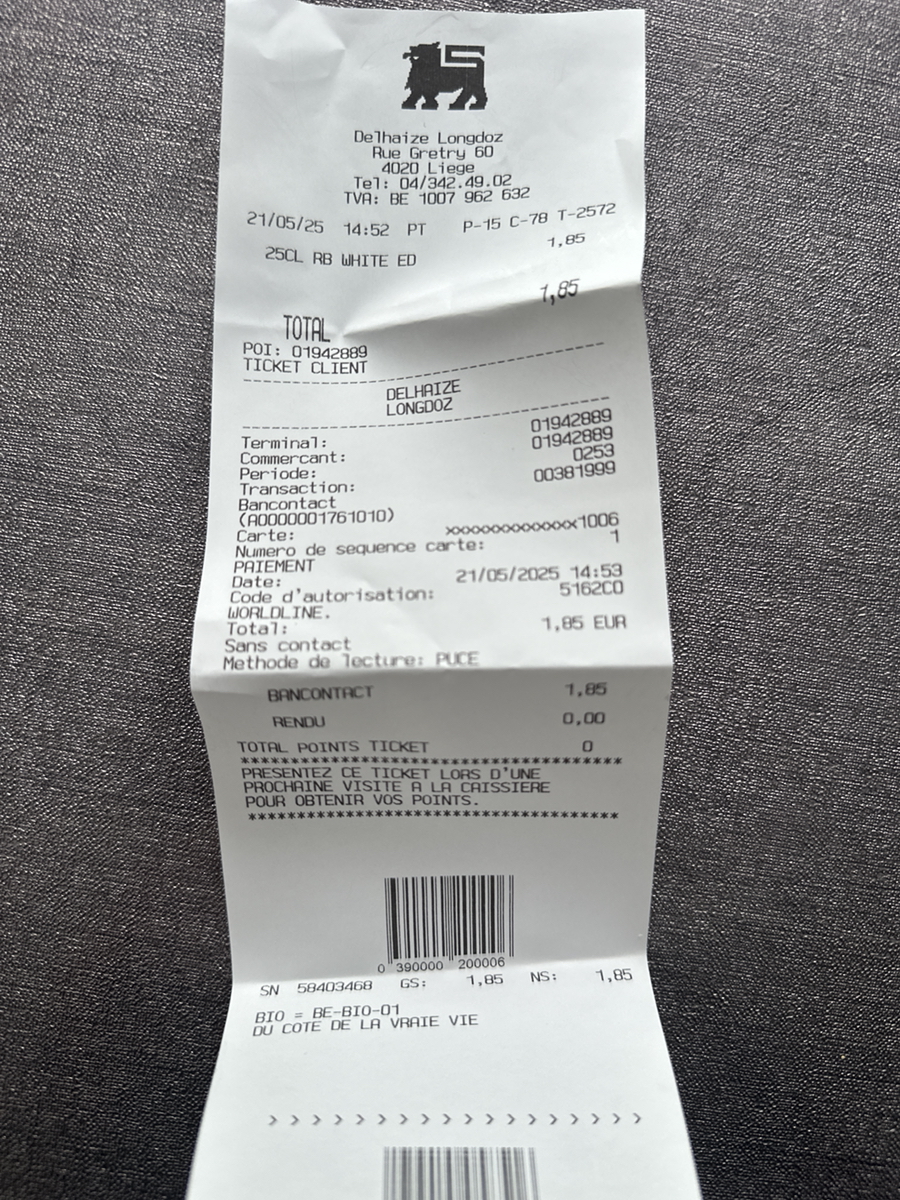 Delhaize Longdoz
Rue Gretry 60
4020 Liege
Tel: 04/342.49.02
TVA: BE 1007 962 632
21/05/25 14:52 PT P-15 C-78 T-2572
25CL RB WHITE ED 1,85
TOTAL 1,85
POI: 01942889
TICKET CLIENT
--------------------------------
DELHAIZE
LONGDOZ
--------------------------------
Terminal: 01942889
Commercant: 01942889
Periode: 0253
Transaction: 00381999
Bancontact
(A0000001761010)
Carte: xxxxxxxxxxxxx1006
Numero de sequence carte: 1
PAIEMENT
Date: 21/05/2025 14:53
Code d'autorisation: 5162CO
WORLDLINE.
Total: 1,85 EUR
Sans contact
Methode de lecture: PUCE
BANCONTACT 1,85
RENDU 0,00
TOTAL POINTS TICKET 0
****************************************
PRESENTEZ CE TICKET LORS D'UNE
PROCHAINE VISITE A LA CAISSIERE
POUR OBTENIR VOS POINTS.
****************************************
0 390000 200006
SN 58403468 GS: 1,85 NS: 1,85
BIO = BE-BIO-01
DU COTE DE LA VRAIE VIE
> > > > > > > > > > > > > > > > > >